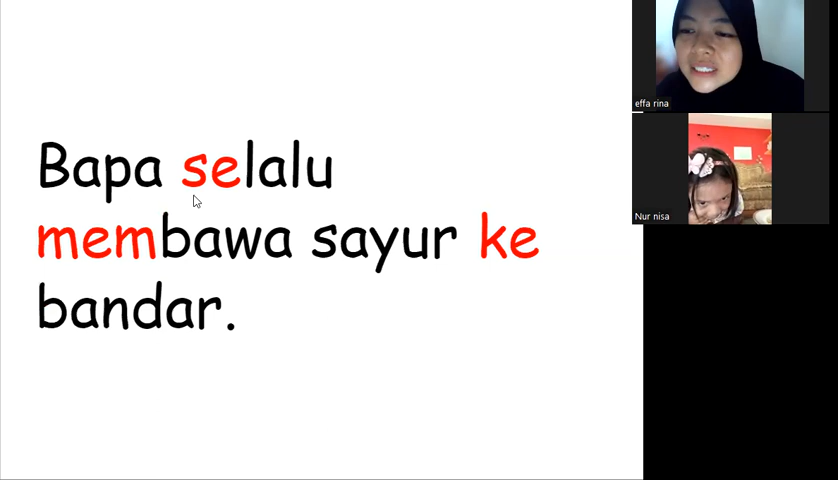 Bapa selalu
membawa sayur ke
bandar.
effa rina
Nur nisa